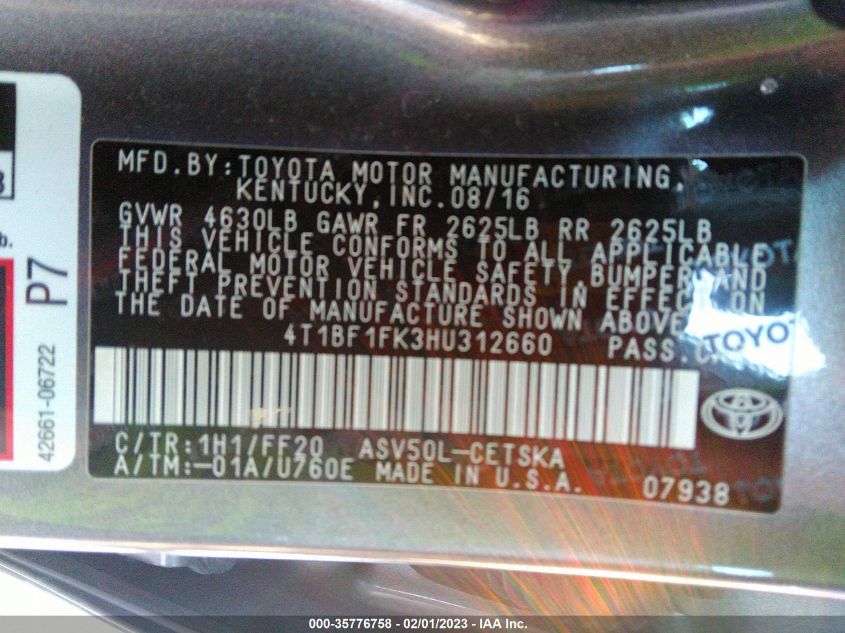 MFD.BY:TOYOTA MOTOR MANUFACTURING,
KENTUCKY,INC.08/16
GVWR 4630LB GAWR FR 2625LB RR 2625LB
THIS VEHICLE CONFORMS TO ALL APPLICABLE
FEDERAL MOTOR VEHICLE SAFETY,BUMPER AND
THEFT PREVENTION STANDARDS IN EFFECT ON
THE DATE OF MANUFACTURE SHOWN ABOVE
4T1BF1FK3HU312660 PASS.
TOYO
C/TR:1H1/FF20 ASV50L-CETSKA
A/TM:-01A/U760E MADE IN U.S.A. 07938
P7
42661-06722
000-35776758 - 02/01/2023 - IAA Inc.